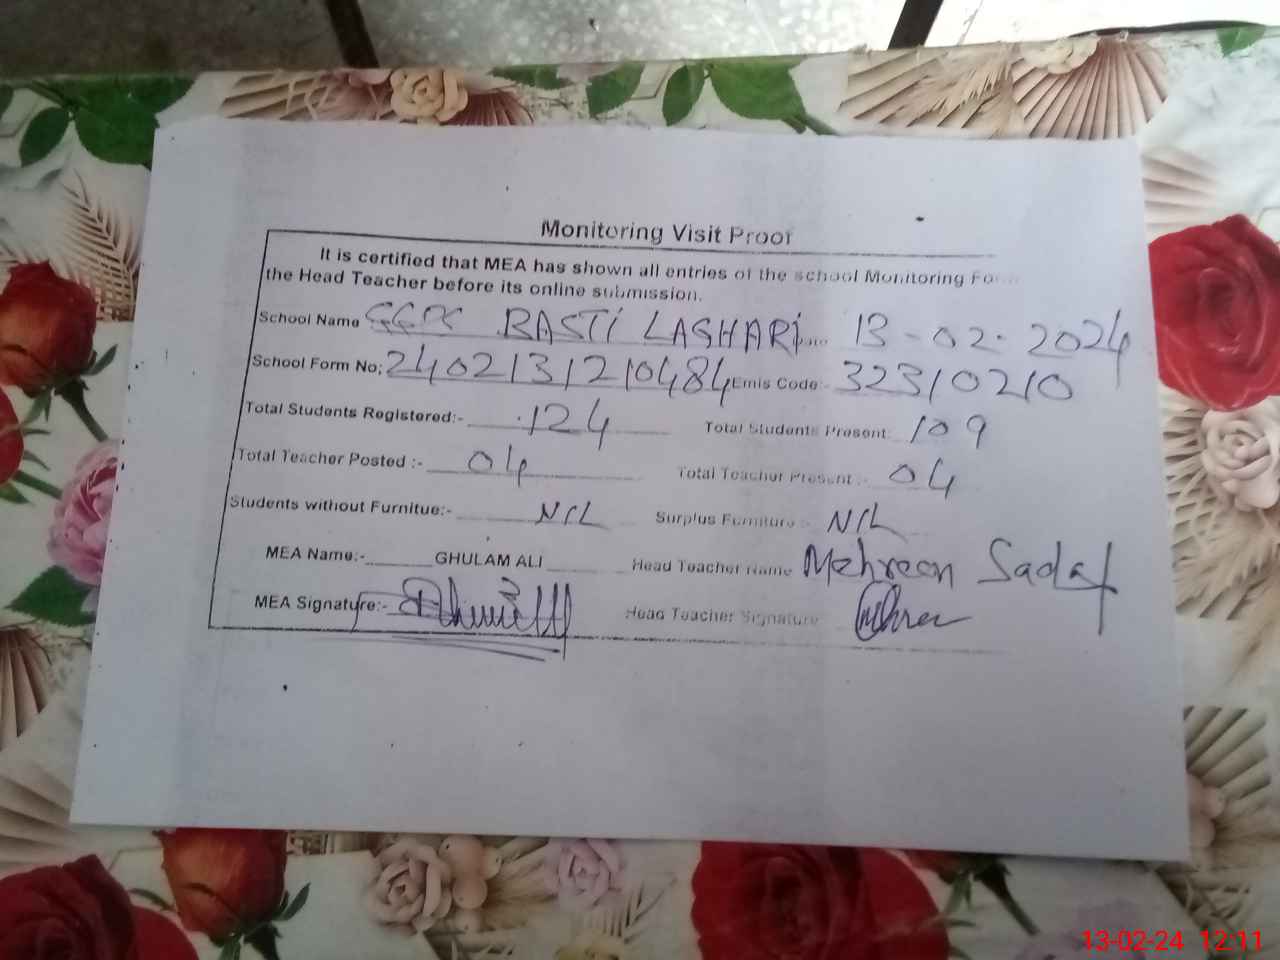 Monitoring Visit Proof
It is certified that MEA has shown all entries of the school Monitoring Form
the Head Teacher before its online submission.
School Name GGPS BASTI LASHARI Date 13-02-2024
School Form No; 2402131210484 Emis Code:- 32310210
Total Students Registered:- 124 Total Students Present: 109
Total Teacher Posted :- 04 Total Teacher Present :- 04
Students without Furnitue:- NIL Surplus Furniture :- NIL
MEA Name:- GHULAM ALI Head Teacher Name Mehreen Sadaf
MEA Signature:- Head Teacher Signature
13-02-24 12:11